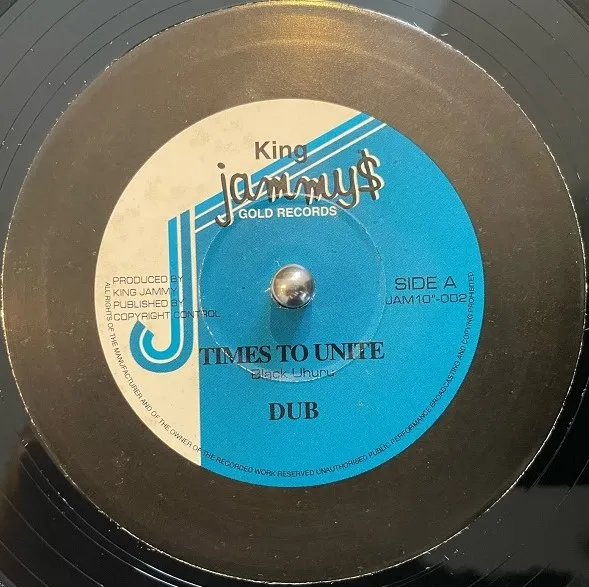 King
jammy$
GOLD RECORDS
PRODUCED BY
KING JAMMY
PUBLISHED BY
COPYRIGHT CONTROL
SIDE A
JAM10"-002
TIMES TO UNITE
Black Uhuru
DUB
ALL RIGHTS OF THE MANUFACTURER AND OF THE OWNER OF THE RECORDED WORK RESERVED UNAUTHORISED PUBLIC PERFORMANCE BROADCASTING AND COPYING PROHIBITED